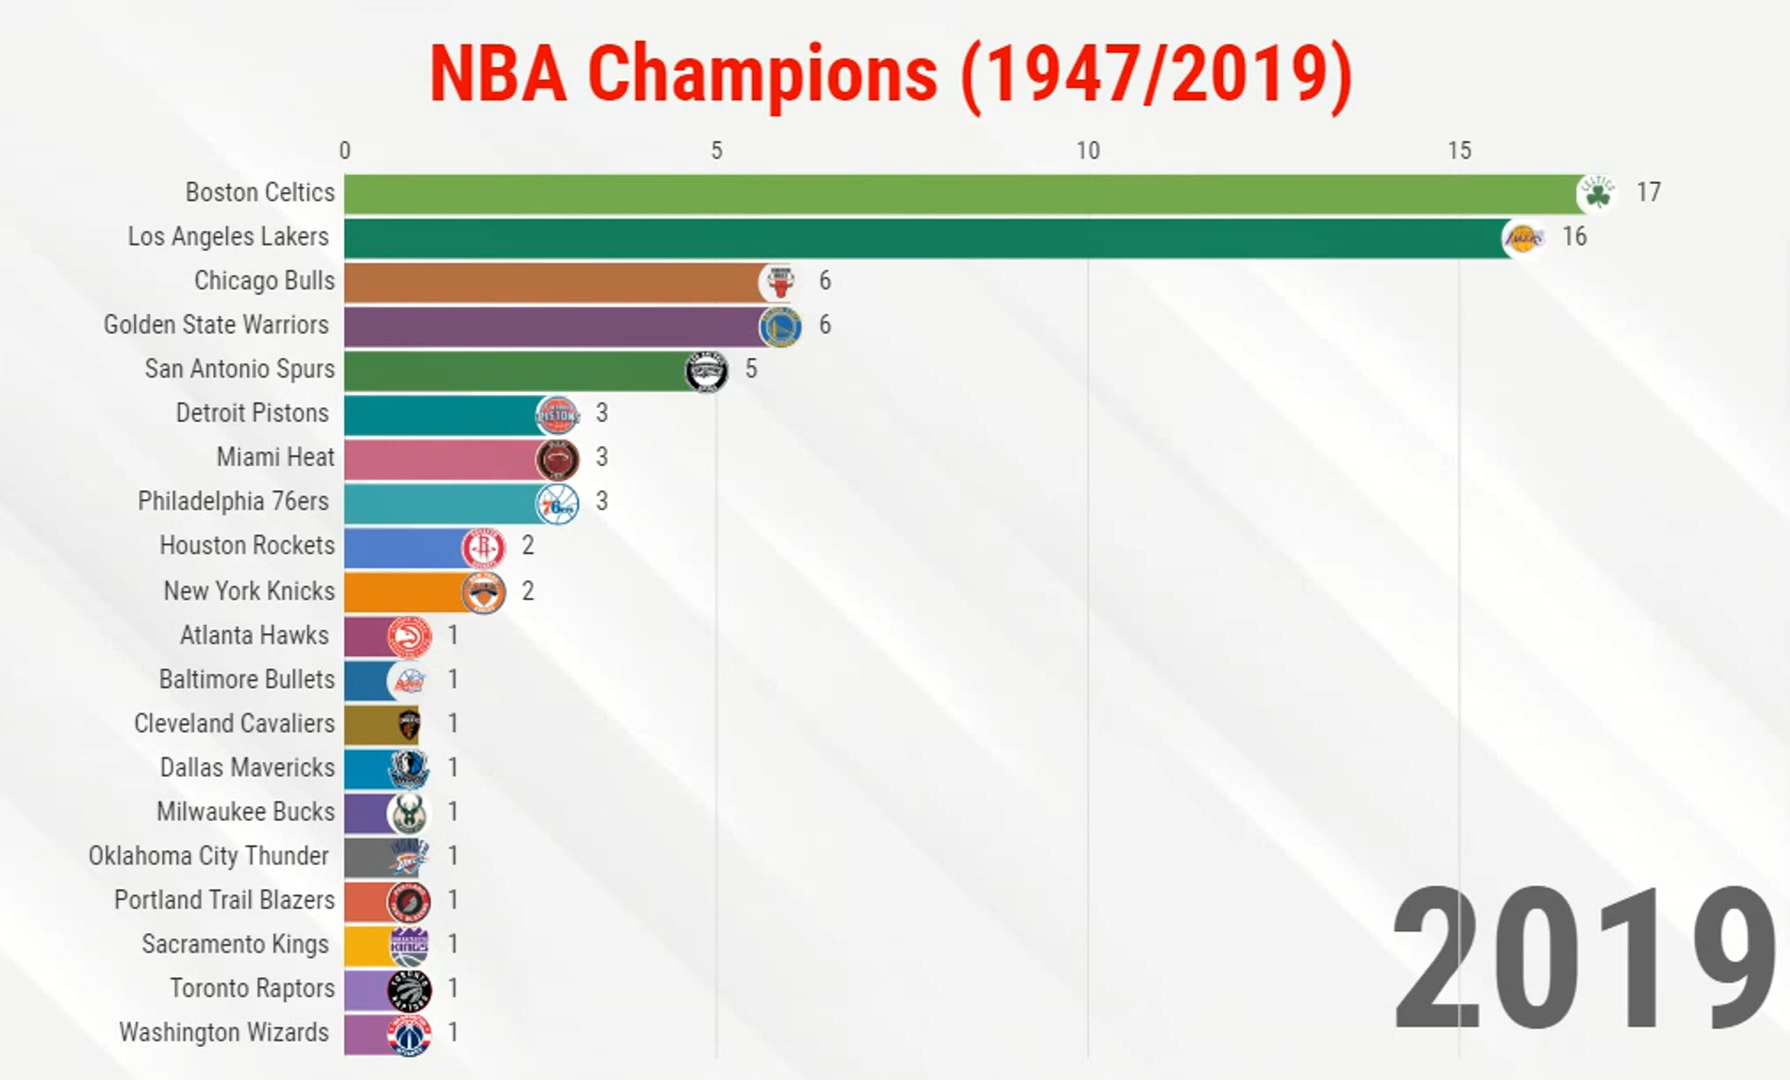 NBA Champions (1947/2019)
0 5 10 15
Boston Celtics 17
Los Angeles Lakers 16
Chicago Bulls 6
Golden State Warriors 6
San Antonio Spurs 5
Detroit Pistons 3
Miami Heat 3
Philadelphia 76ers 76ers 3
Houston Rockets 2
New York Knicks 2
Atlanta Hawks 1
Baltimore Bullets 1
Cleveland Cavaliers 1
Dallas Mavericks 1
Milwaukee Bucks 1
Oklahoma City Thunder 1
Portland Trail Blazers 1
Sacramento Kings KINGS 1
Toronto Raptors 1
Washington Wizards 1
2019